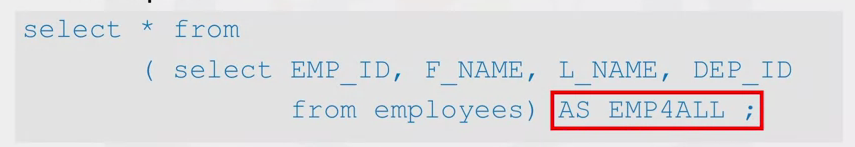 select * from
( select EMP_ID, F_NAME, L_NAME, DEP_ID
from employees) AS EMP4ALL ;